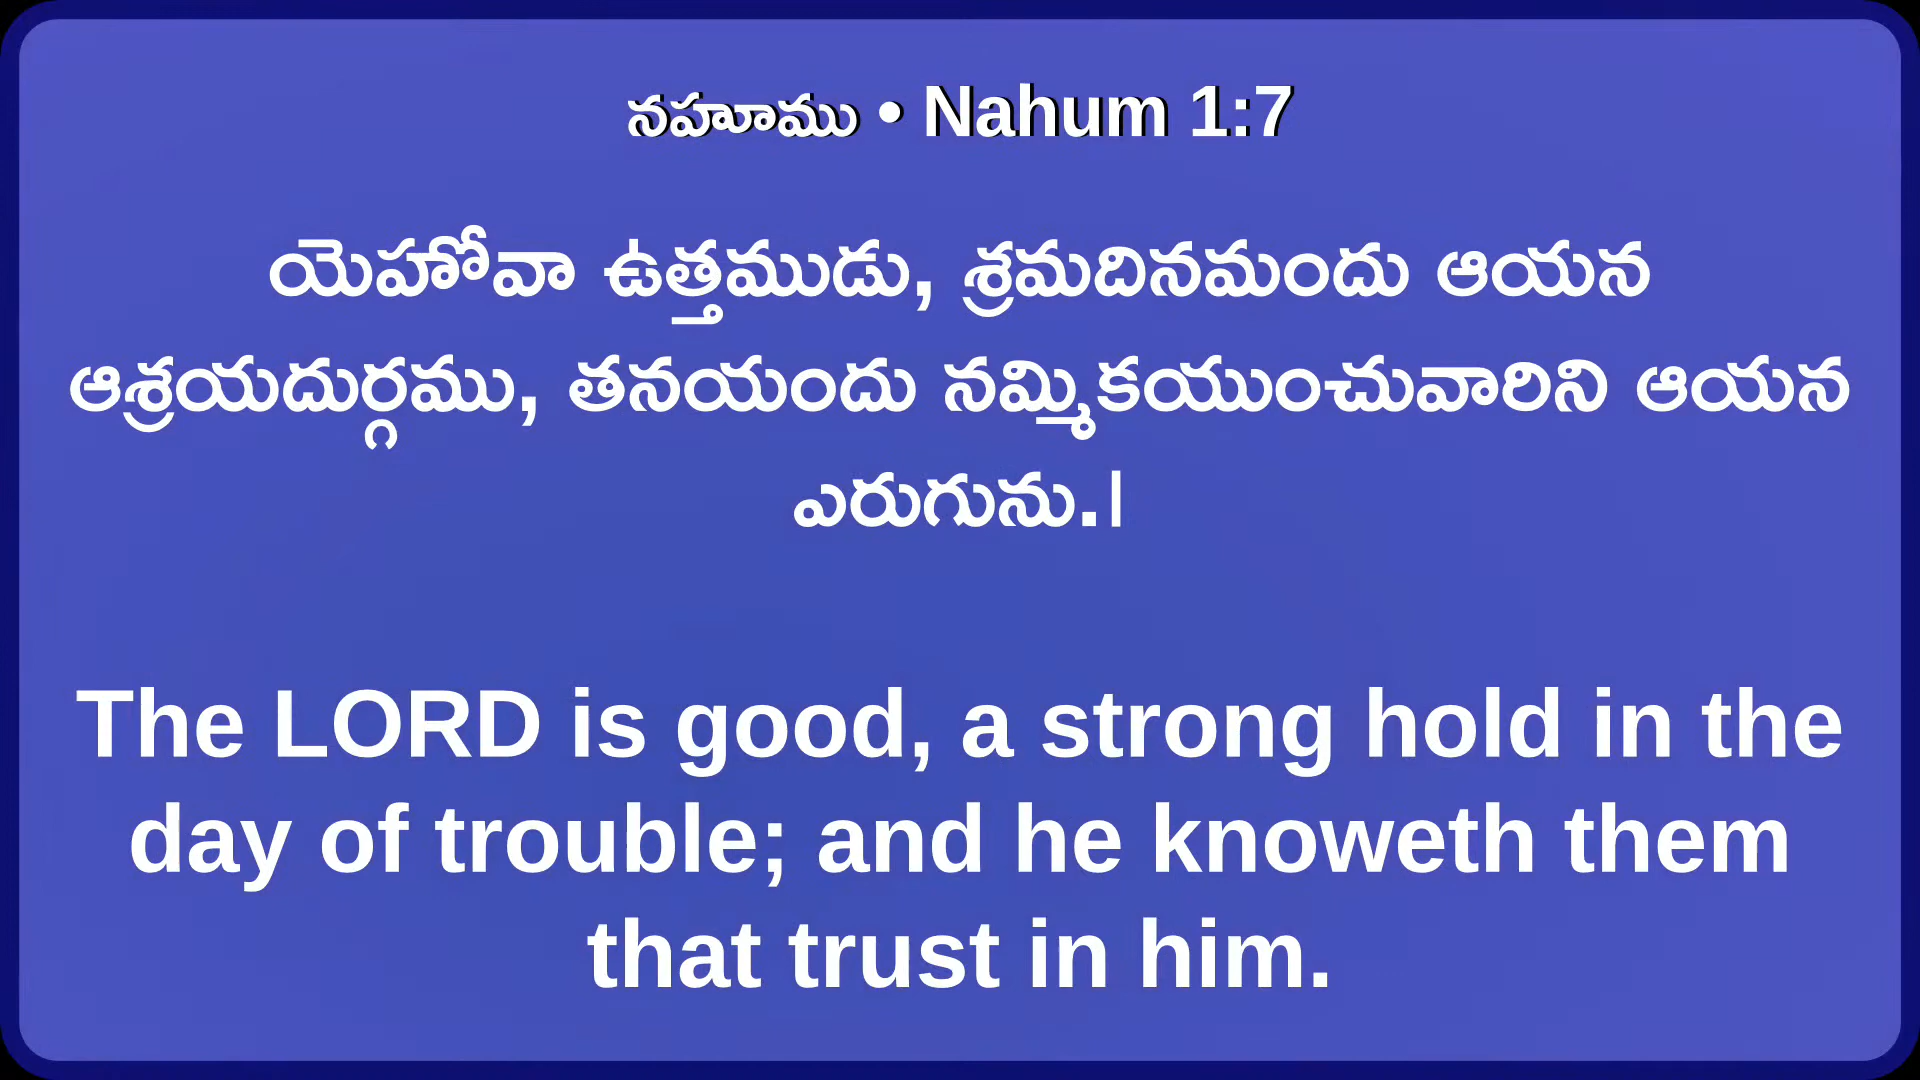 నహూము • Nahum 1:7
యెహోవా ఉత్తముడు, శ్రమదినమందు ఆయన
ఆశ్రయదుర్గము, తనయందు నమ్మికయుంచువారిని ఆయన
ఎరుగును.।
The LORD is good, a strong hold in the
day of trouble; and he knoweth them
that trust in him.